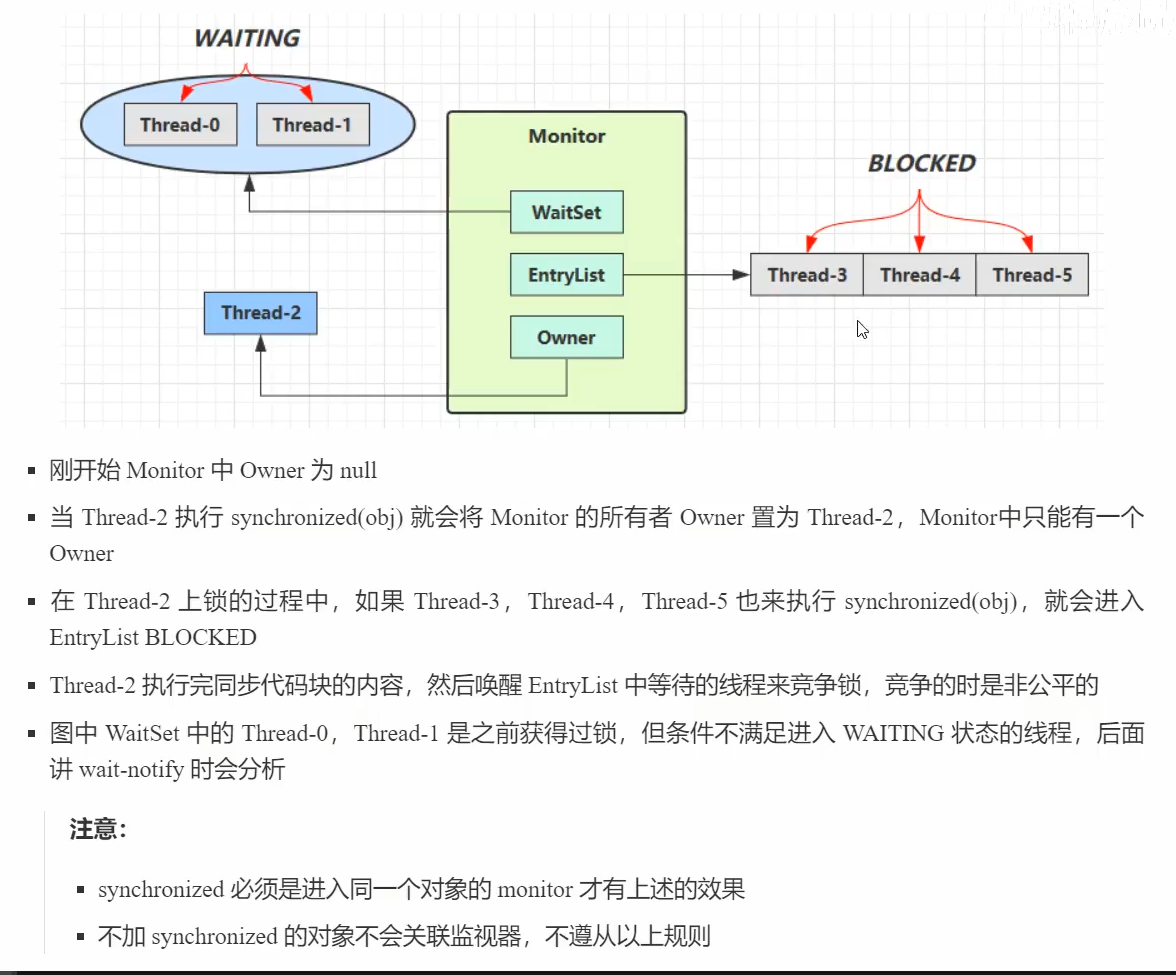 WAITING
Thread-0 Thread-1
Monitor
BLOCKED
WaitSet
EntryList
Thread-3 Thread-4 Thread-5
Thread-2
Owner
▪ 刚开始 Monitor 中 Owner 为 null
▪ 当 Thread-2 执行 synchronized(obj) 就会将 Monitor 的所有者 Owner 置为 Thread-2，Monitor中只能有一个
Owner
▪ 在 Thread-2 上锁的过程中，如果 Thread-3，Thread-4，Thread-5 也来执行 synchronized(obj)，就会进入
EntryList BLOCKED
▪ Thread-2 执行完同步代码块的内容，然后唤醒 EntryList 中等待的线程来竞争锁，竞争的时是非公平的
▪ 图中 WaitSet 中的 Thread-0，Thread-1 是之前获得过锁，但条件不满足进入 WAITING 状态的线程，后面
讲 wait-notify 时会分析
注意：
▪ synchronized 必须是进入同一个对象的 monitor 才有上述的效果
▪ 不加 synchronized 的对象不会关联监视器，不遵从以上规则